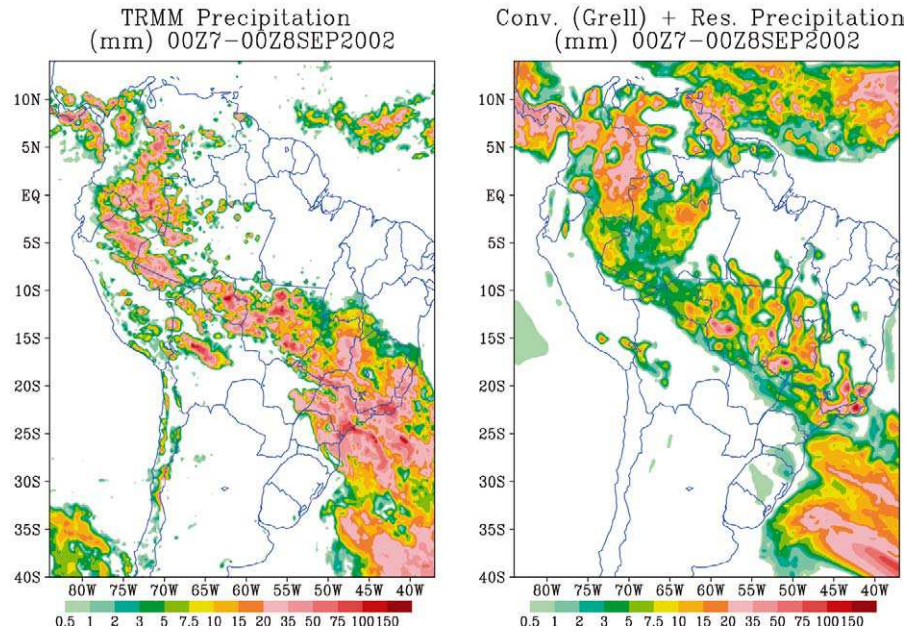 TRMM Precipitation
(mm) 00Z7-00Z8SEP2002
10N
5N
EQ
5S
10S
15S
20S
25S
30S
35S
40S
80W 75W 70W 65W 60W 55W 50W 45W 40W
0.5 1 2 3 5 7.5 10 15 20 35 50 75 100 150
Conv. (Grell) + Res. Precipitation
(mm) 00Z7-00Z8SEP2002
10N
5N
EQ
5S
10S
15S
20S
25S
30S
35S
40S
80W 75W 70W 65W 60W 55W 50W 45W 40W
0.5 1 2 3 5 7.5 10 15 20 35 50 75 100 150